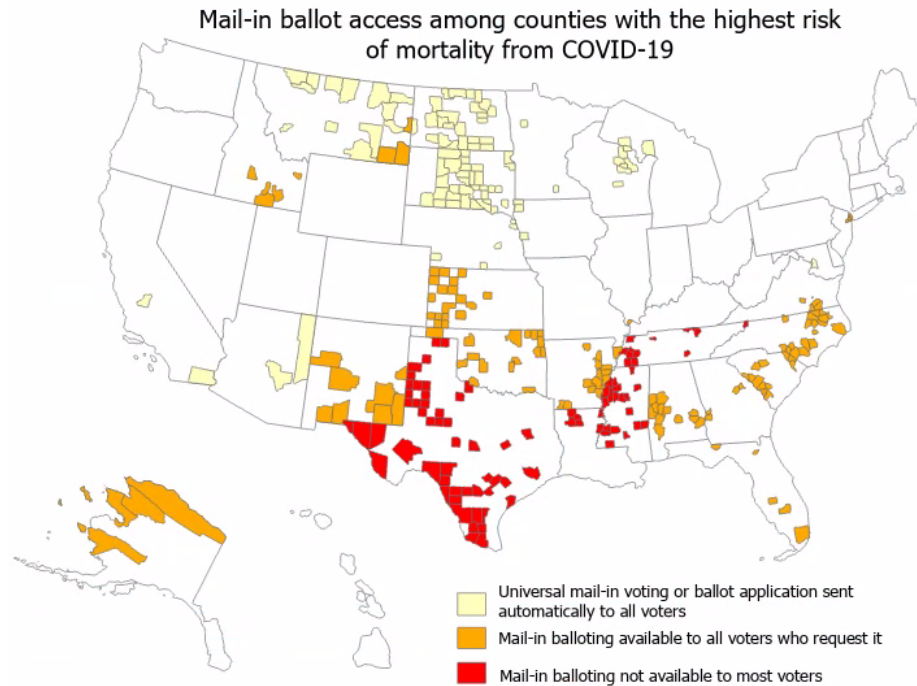 Mail-in ballot access among counties with the highest risk
of mortality from COVID-19
Universal mail-in voting or ballot application sent
automatically to all voters
Mail-in balloting available to all voters who request it
Mail-in balloting not available to most voters